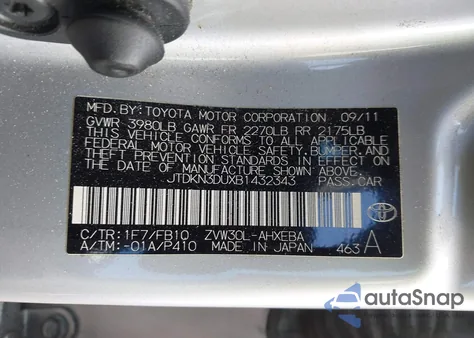 MFD. BY: TOYOTA MOTOR CORPORATION 09/11
GVWR 3980LB GAWR FR 2270LB RR 2175LB
THIS VEHICLE CONFORMS TO ALL APPLICABLE
FEDERAL MOTOR VEHICLE SAFETY, BUMPER, AND
THEFT PREVENTION STANDARDS IN EFFECT ON
THE DATE OF MANUFACTURE SHOWN ABOVE.
JTDKN3DUXB1432343 PASS. CAR
C/TR: 1F7/FB10 ZVW30L-AHXEBA
A/TM: -01A/P410 MADE IN JAPAN 463 A
autoSnap